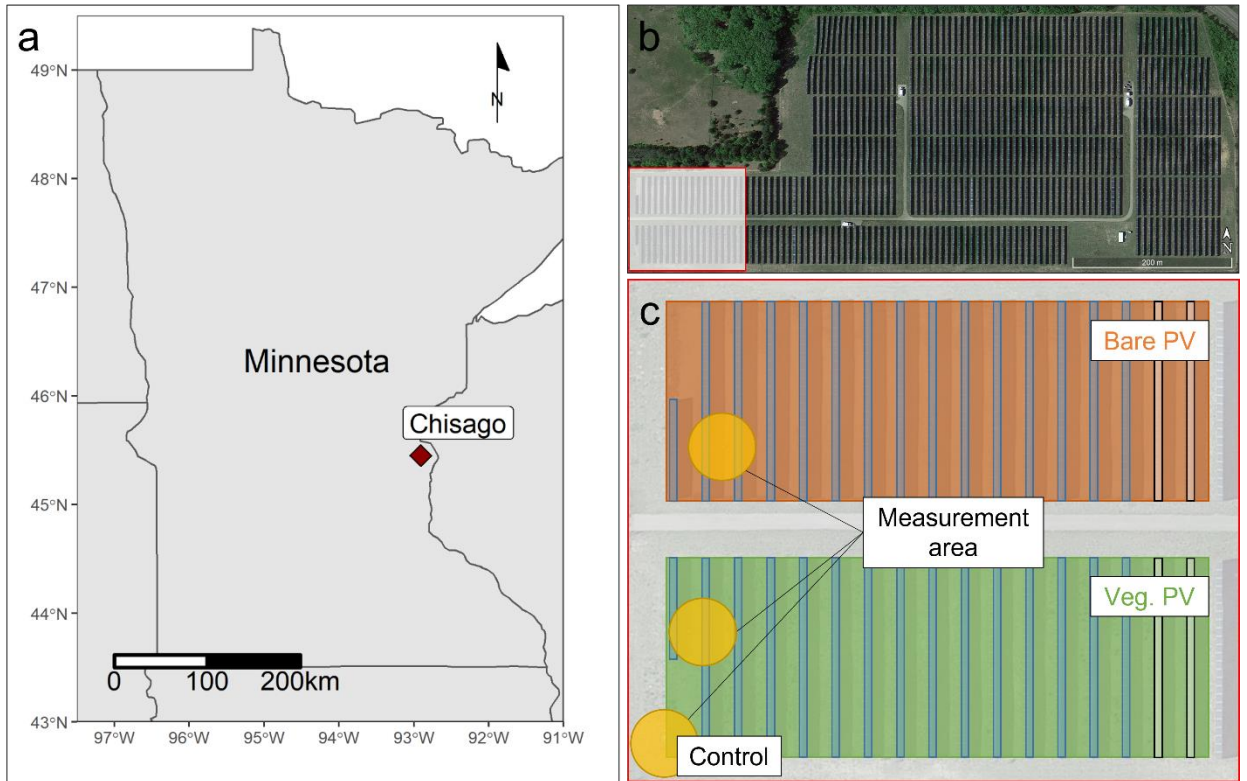 a
49°N
48°N
47°N
46°N
45°N
44°N
43°N
N
Minnesota
Chisago
0 100 200km
97°W 96°W 95°W 94°W 93°W 92°W 91°W
b
N
200 m
c
Bare PV
Measurement
area
Veg. PV
Control